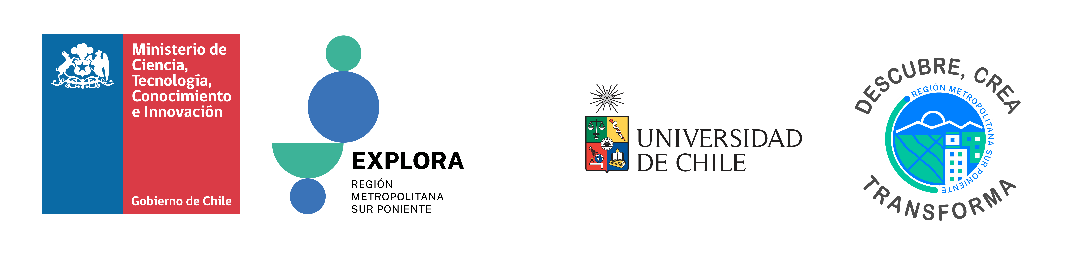 Ministerio de
Ciencia,
Tecnología,
Conocimiento
e Innovación
Gobierno de Chile
EXPLORA
REGIÓN
METROPOLITANA
SUR PONIENTE
UNIVERSIDAD
DE CHILE
DESCUBRE, CREA
REGIÓN METROPOLITANA SUR PONIENTE
TRANSFORMA